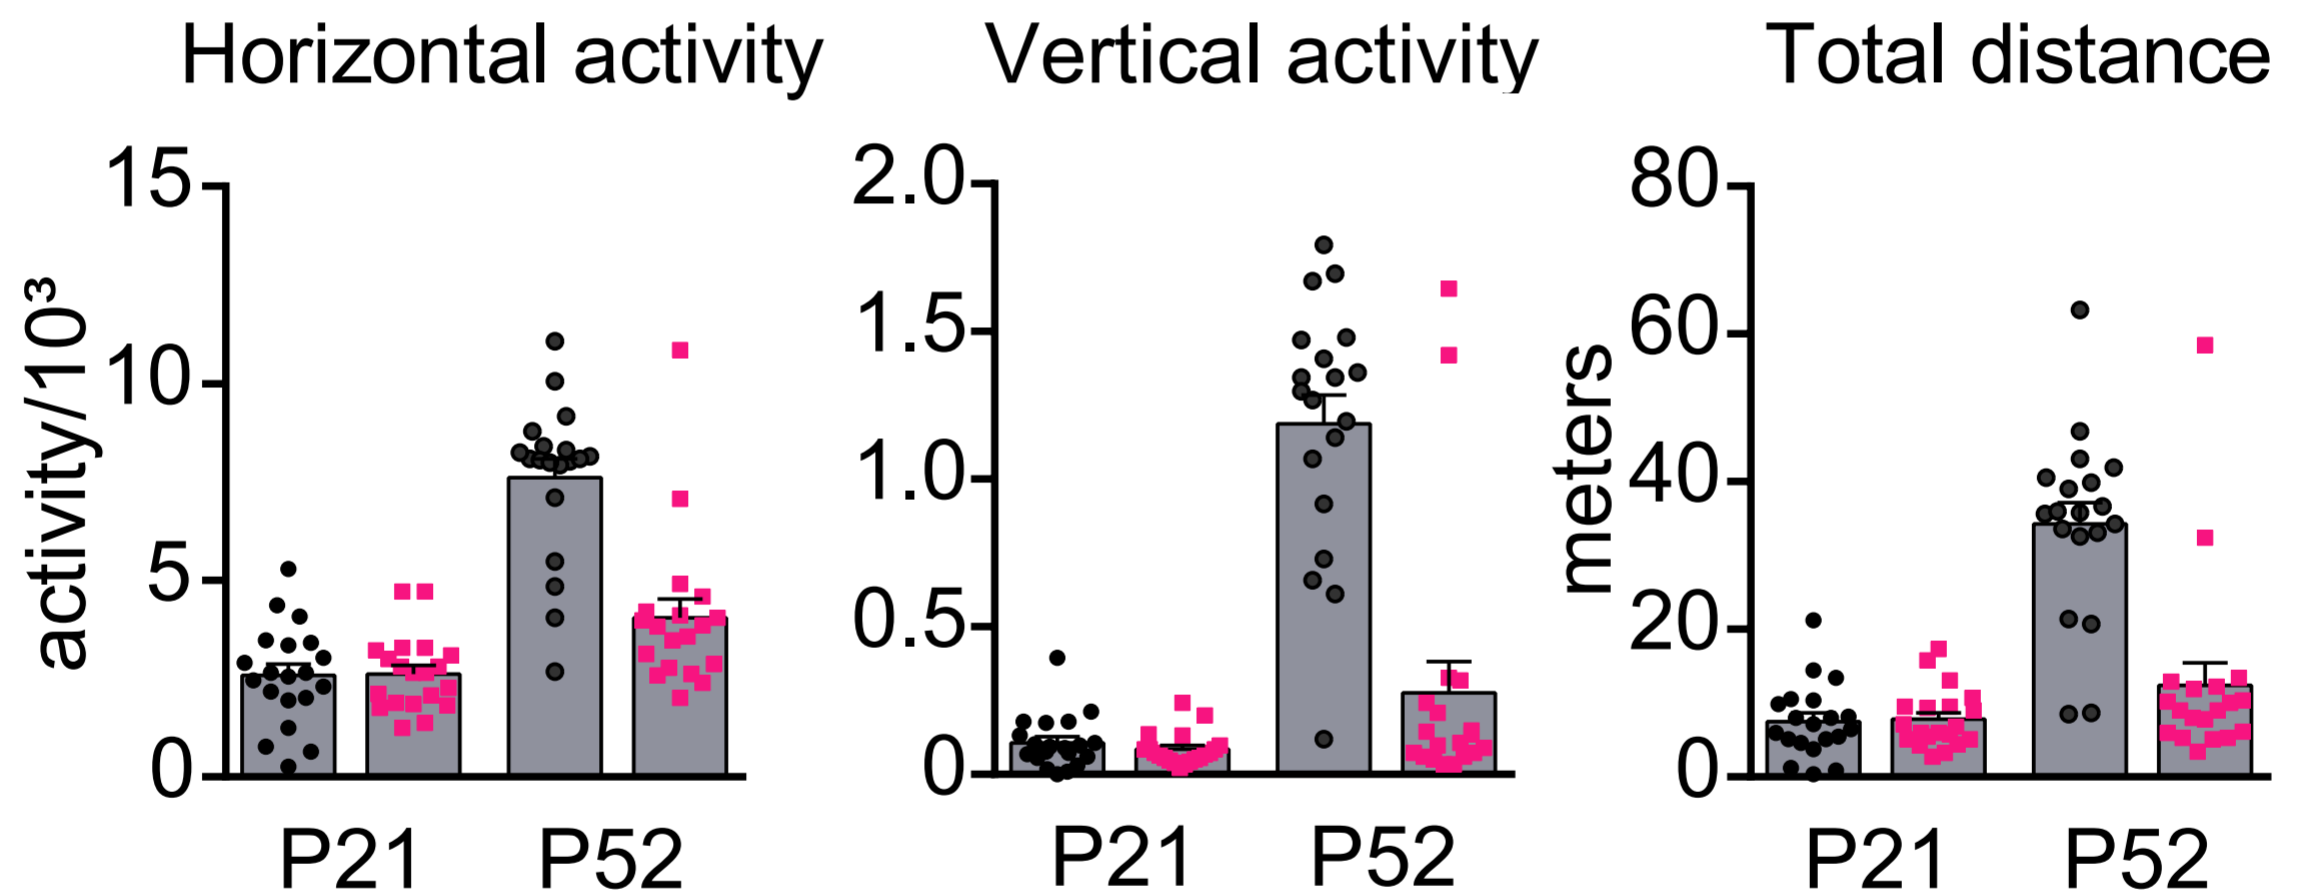 Horizontal activity
activity/10³
15
10
5
0
P21 P52
Vertical activity
2.0
1.5
1.0
0.5
0
P21 P52
Total distance
meters
80
60
40
20
0
P21 P52